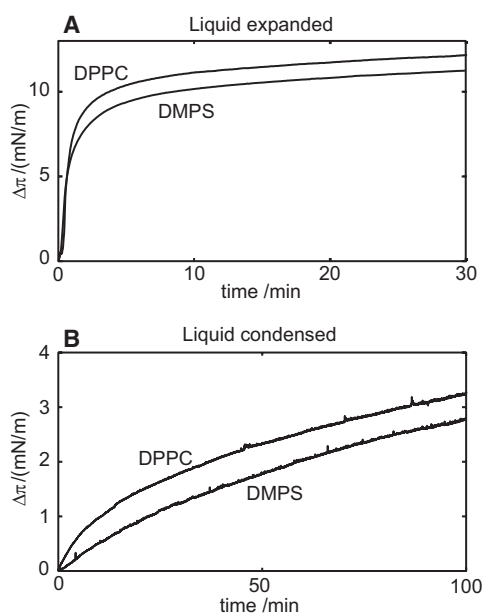 A
Liquid expanded
10
5
0
DPPC
DMPS
Δπ/(mN/m)
0
10
20
30
time /min
B
Liquid condensed
4
3
2
1
0
DPPC
DMPS
Δπ/(mN/m)
0
50
100
time /min